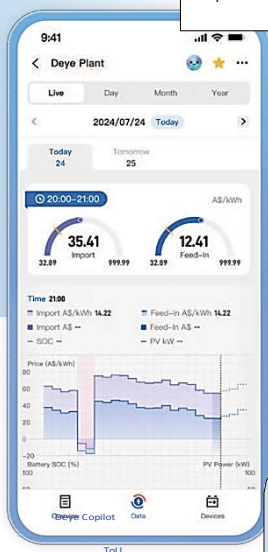 9:41
Deye Plant
Live Day Month Year
2024/07/24 Today
Today Tomorrow
24 25
20:00-21:00 A$/kWh
35.41 12.41
Import Feed-In
32.89 999.99 32.89 999.99
Time 21:00
Import A$/kWh 14.22 Feed-In A$/kWh 14.22
Import A$ -- Feed-In A$ --
SOC -- PV kW --
Price (A$/kWh)
80
60
40
20
0
-20
Battery SOC (%) PV Power (kW)
100 100
Deye Copilot Data Devices
ToU